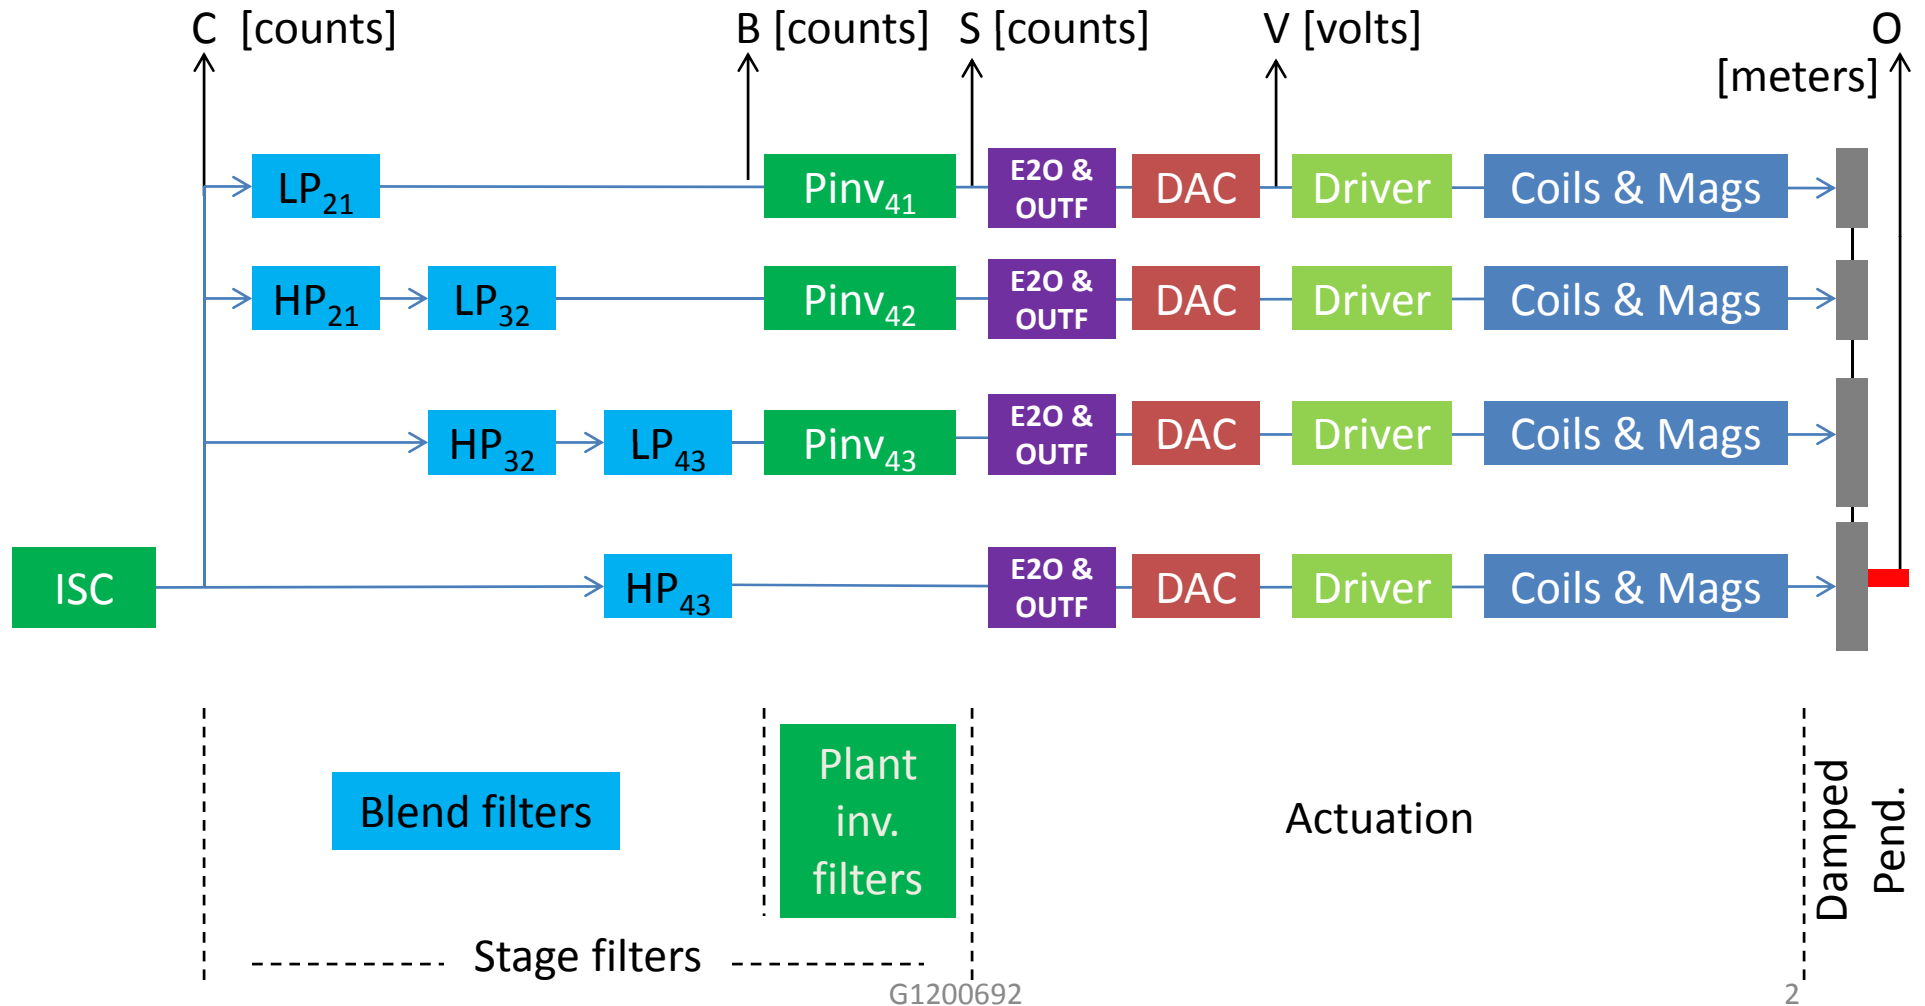 C [counts]
B [counts]
S [counts]
V [volts]
O
[meters]
LP21
Pinv41
E2O &
OUTF
DAC
Driver
Coils & Mags
HP21
LP32
Pinv42
E2O &
OUTF
DAC
Driver
Coils & Mags
HP32
LP43
Pinv43
E2O &
OUTF
DAC
Driver
Coils & Mags
ISC
HP43
E2O &
OUTF
DAC
Driver
Coils & Mags
Blend filters
Plant
inv.
filters
Actuation
Damped
Pend.
Stage filters
G1200692
2